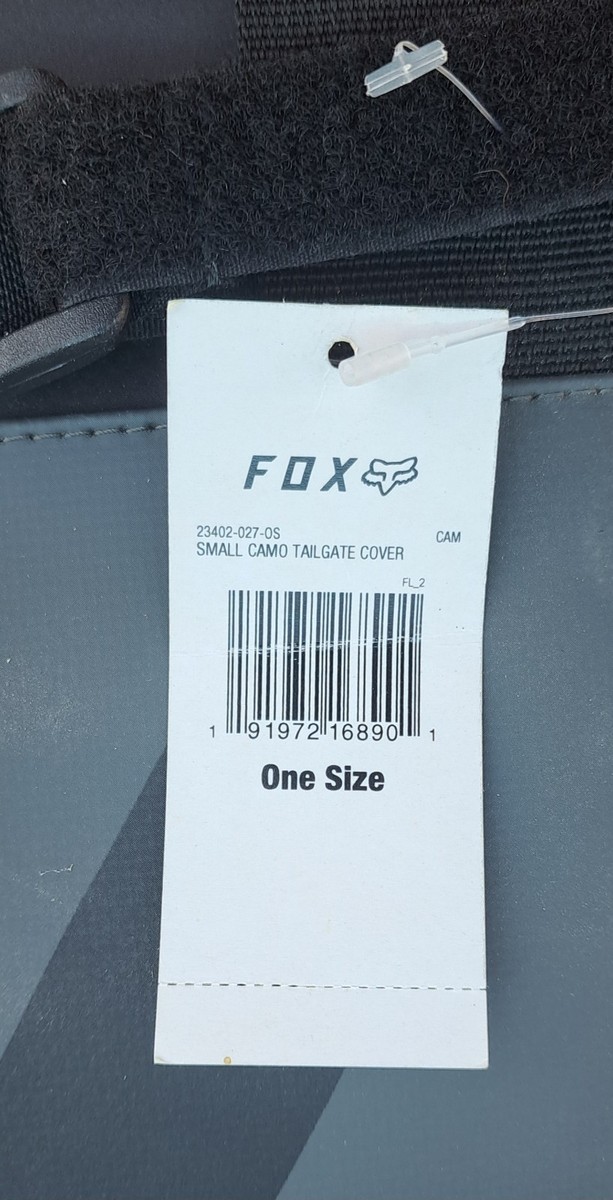 FOX
23402-027-OS CAM
SMALL CAMO TAILGATE COVER
FL_2
1 91972 16890 1
One Size